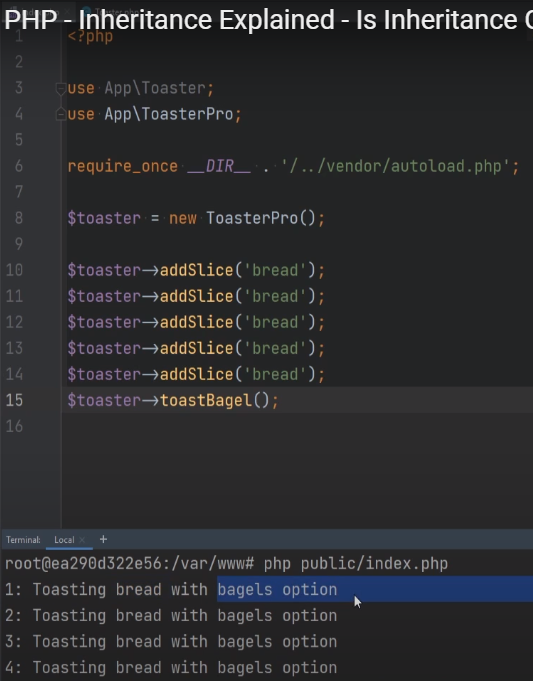 PHP - Inheritance Explained - Is Inheritance
1 <?php
2
3 use App\Toaster;
4 use App\ToasterPro;
5
6 require_once __DIR__ . '/../vendor/autoload.php';
7
8 $toaster = new ToasterPro();
9
10 $toaster->addSlice('bread');
11 $toaster->addSlice('bread');
12 $toaster->addSlice('bread');
13 $toaster->addSlice('bread');
14 $toaster->addSlice('bread');
15 $toaster->toastBagel();
16
Terminal: Local × +
root@ea290d322e56:/var/www# php public/index.php
1: Toasting bread with bagels option
2: Toasting bread with bagels option
3: Toasting bread with bagels option
4: Toasting bread with bagels option